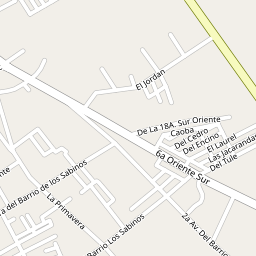 El Jordan
De La 18A. Sur Oriente
Caoba
Del Cedro
Del Encino
El Laurel
Las Jacarandas
Del Tule
6a Oriente Sur
del Barrio de los Sabinos
La Primavera
Barrio Los Sabinos
2a Av. Del Barrio